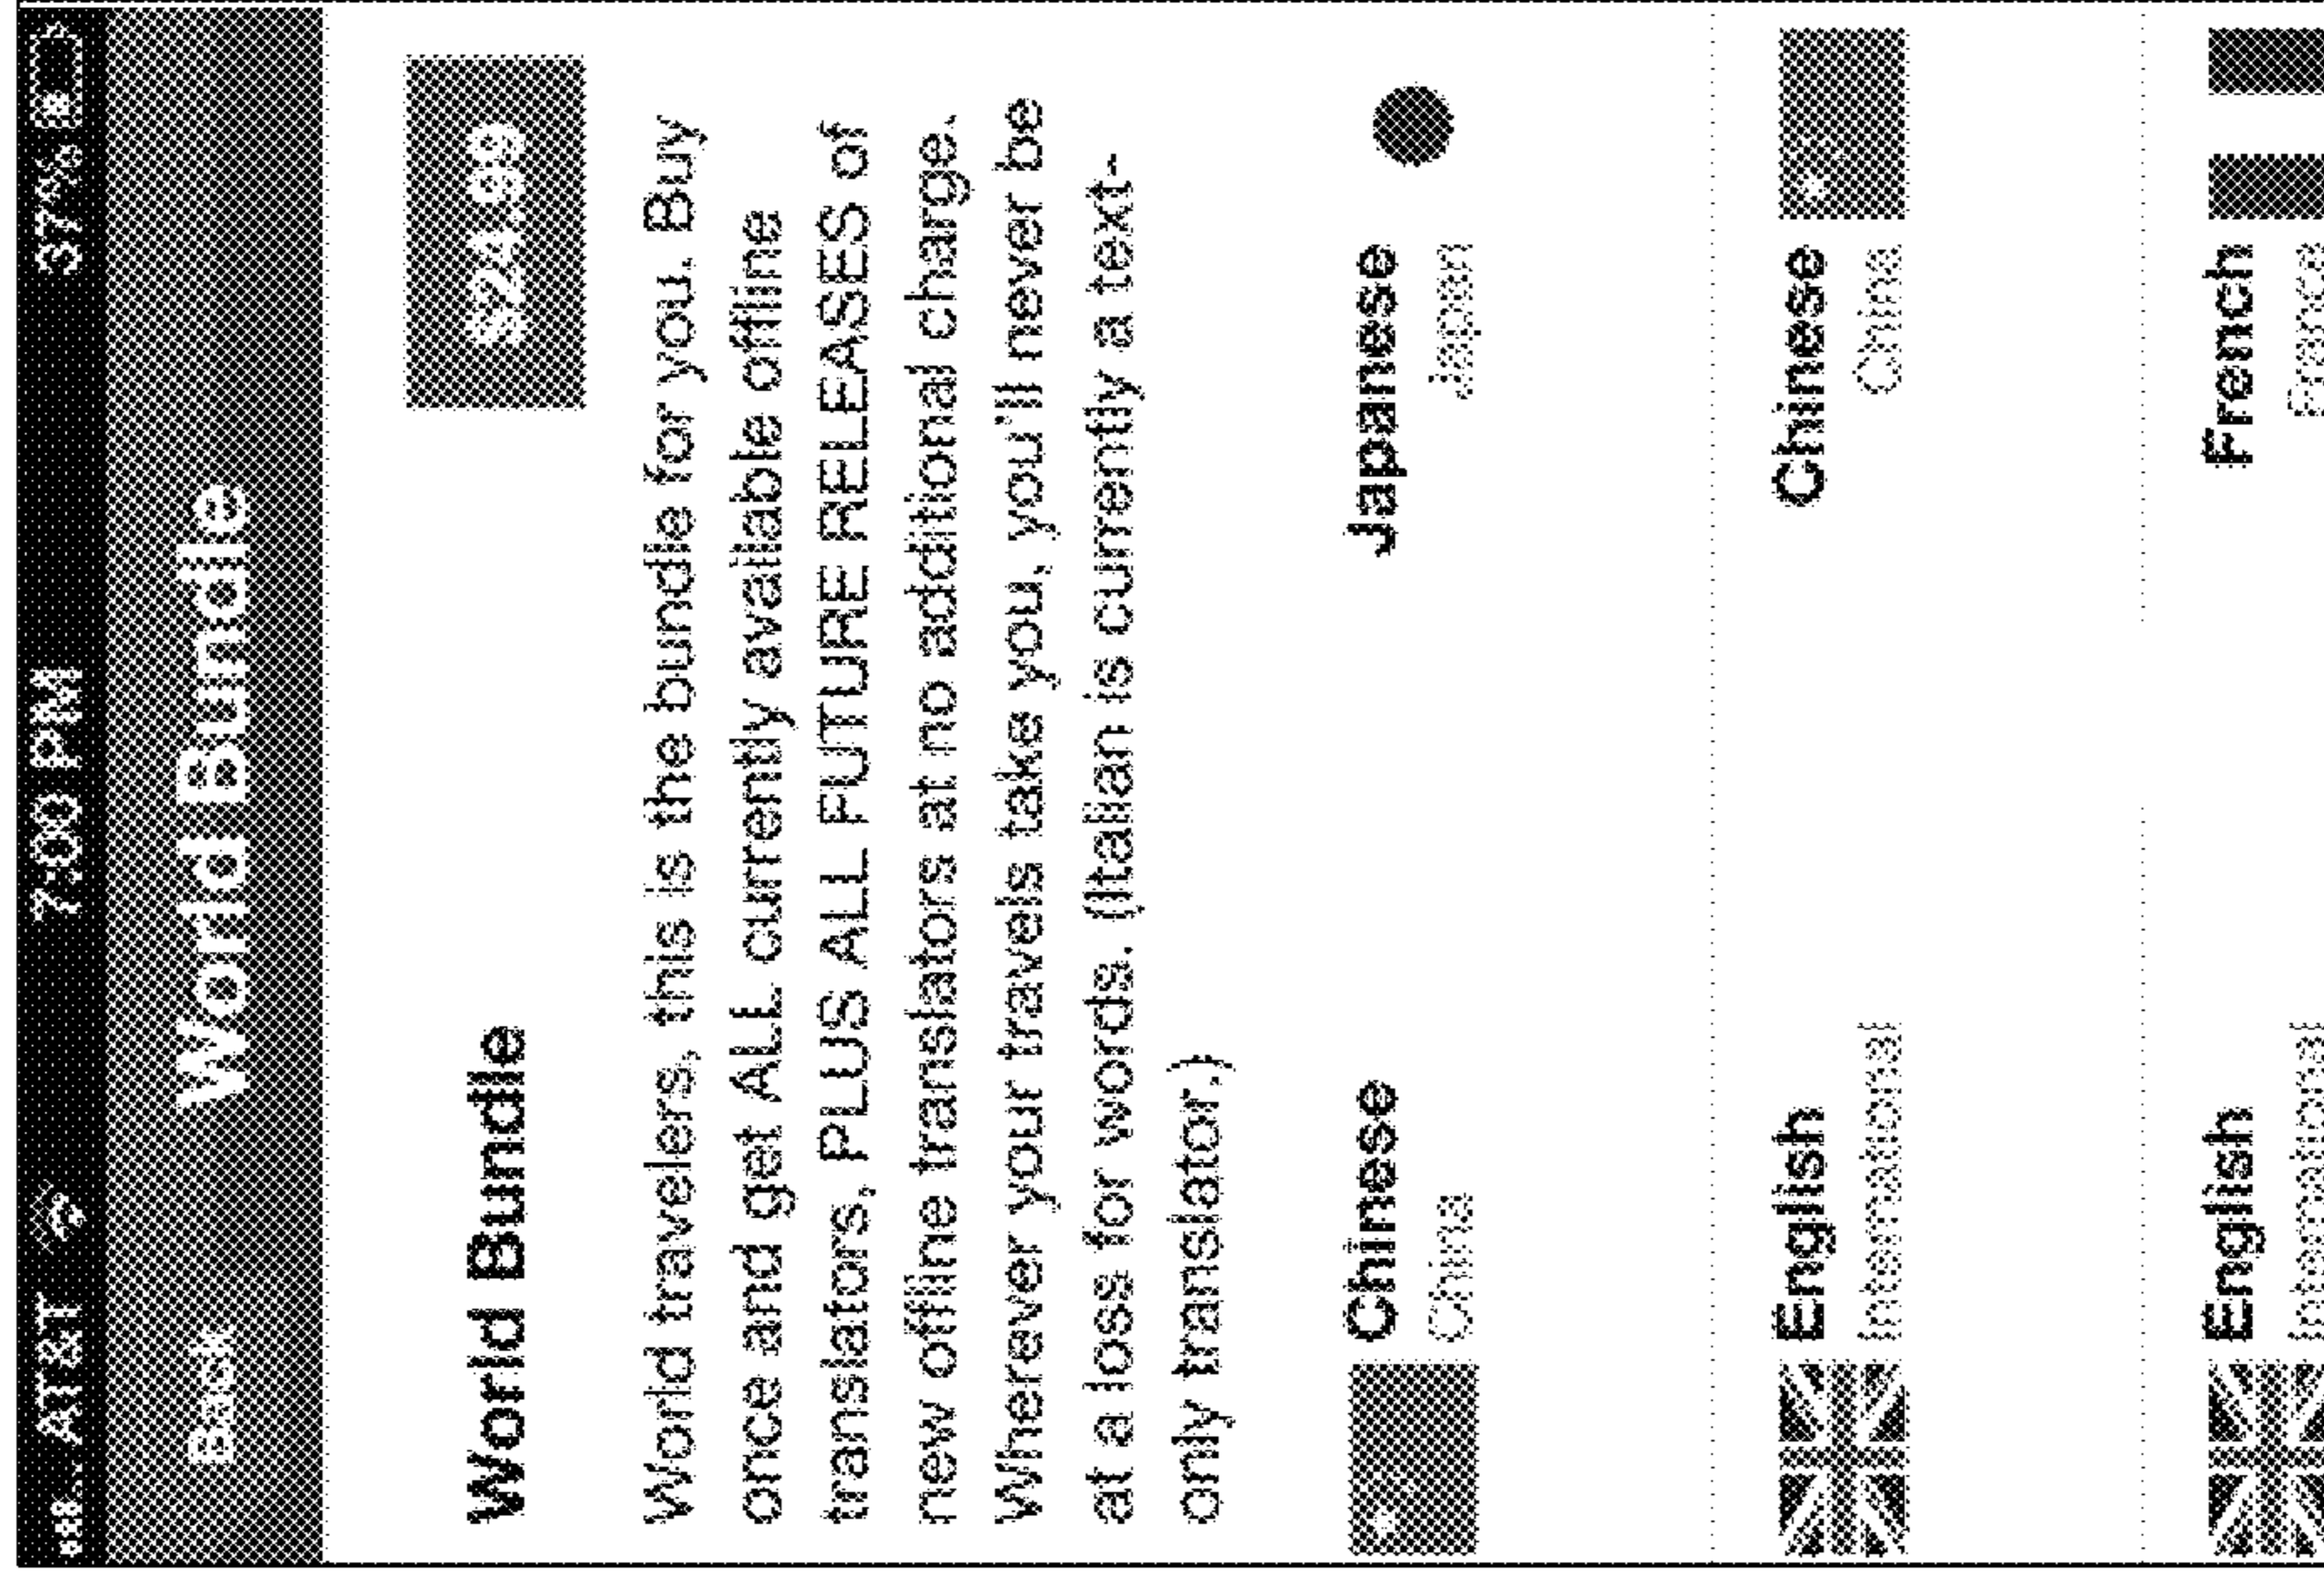 AT&T 7:00 PM 37%
Back World Bundle
World Bundle $24.99
World travelers, this is the bundle for you. Buy
once and get ALL currently available offline
translators, PLUS ALL FUTURE RELEASES of
new offline translators at no additional charge.
Wherever your travels take you, you'll never be
at a loss for words. (Italian is currently a text-
only translator.)
Chinese Japanese
China Japan
English Chinese
International China
English French
International France